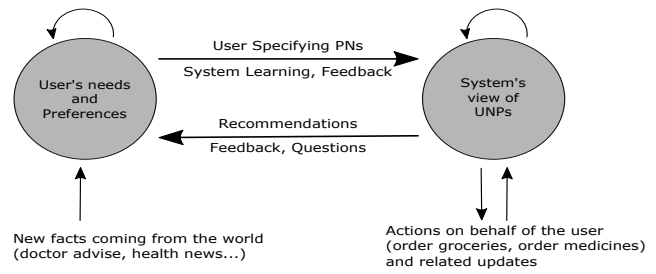 User's needs
and
Preferences
User Specifying PNs
System Learning, Feedback
Recommendations
Feedback, Questions
System's
view of
UNPs
New facts coming from the world
(doctor advise, health news...)
Actions on behalf of the user
(order groceries, order medicines)
and related updates